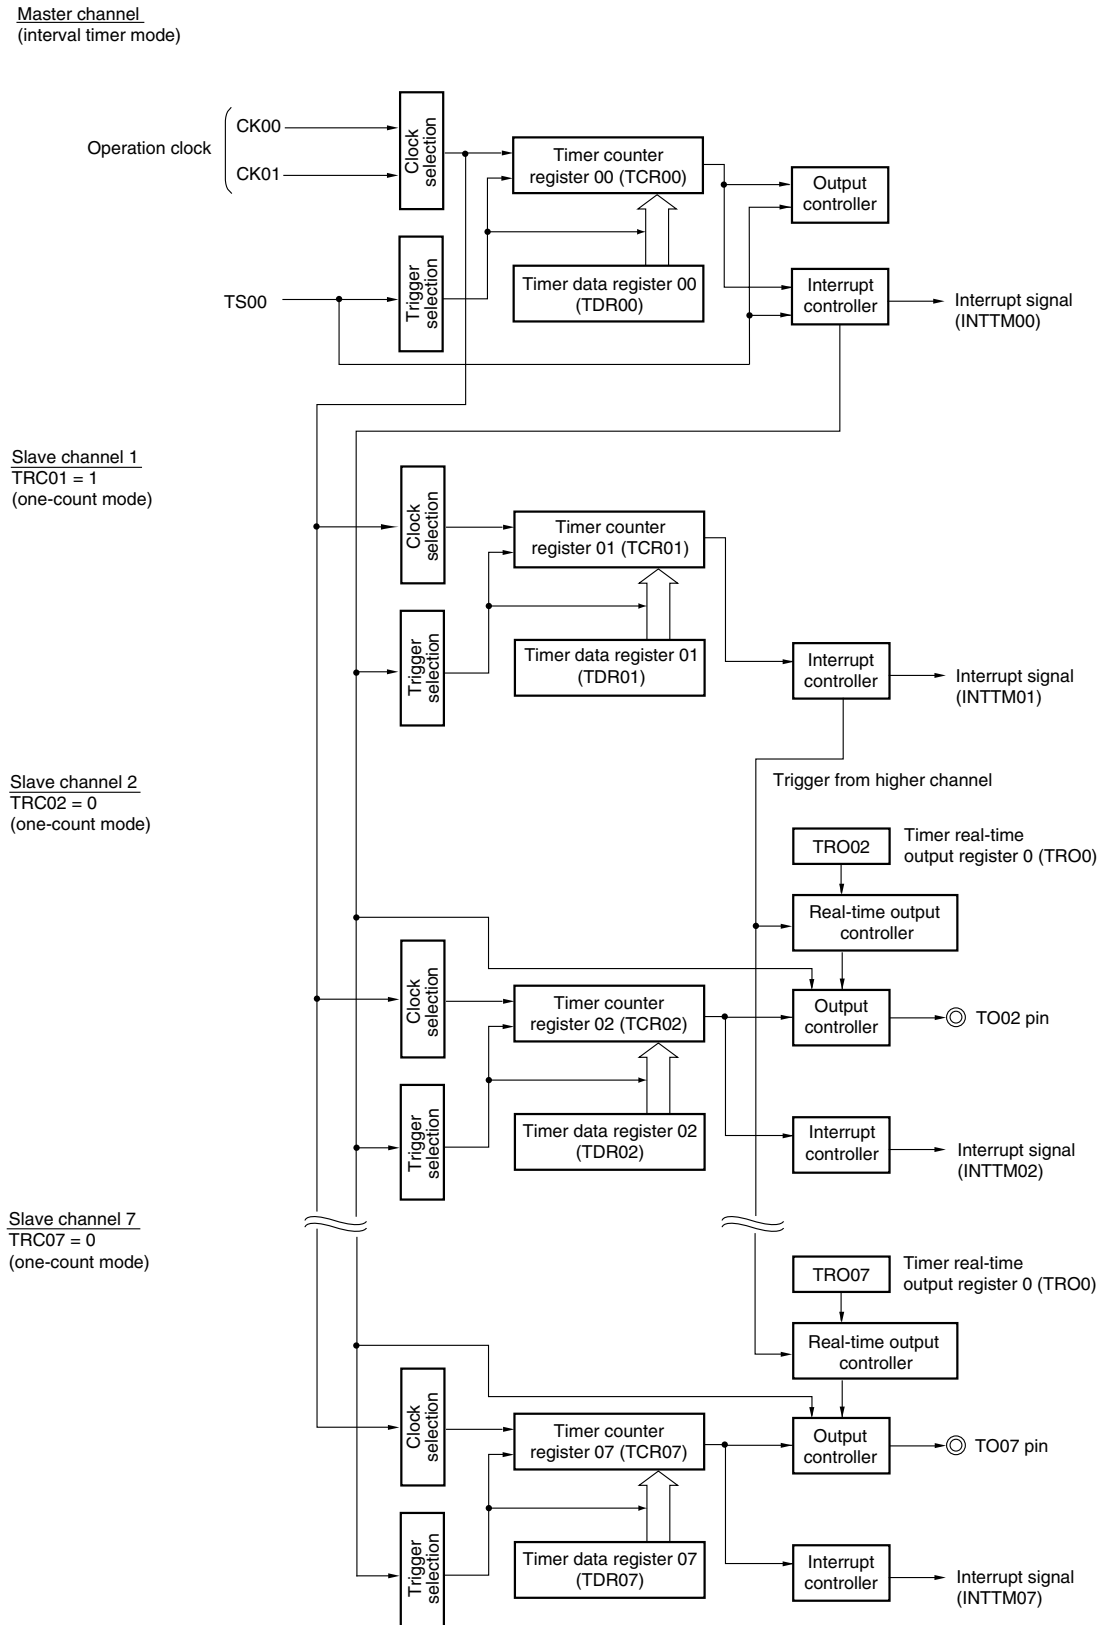 Master channel
(interval timer mode)
Operation clock
CK00
CK01
Clock
selection
Timer counter
register 00 (TCR00)
Output
controller
TS00
Trigger
selection
Timer data register 00
(TDR00)
Interrupt
controller
Interrupt signal
(INTTM00)
Slave channel 1
TRC01 = 1
(one-count mode)
Clock
selection
Timer counter
register 01 (TCR01)
Trigger
selection
Timer data register 01
(TDR01)
Interrupt
controller
Interrupt signal
(INTTM01)
Trigger from higher channel
Slave channel 2
TRC02 = 0
(one-count mode)
TRO02
Timer real-time
output register 0 (TRO0)
Real-time output
controller
Clock
selection
Timer counter
register 02 (TCR02)
Output
controller
TO02 pin
Trigger
selection
Timer data register 02
(TDR02)
Interrupt
controller
Interrupt signal
(INTTM02)
Slave channel 7
TRC07 = 0
(one-count mode)
TRO07
Timer real-time
output register 0 (TRO0)
Real-time output
controller
Clock
selection
Timer counter
register 07 (TCR07)
Output
controller
TO07 pin
Trigger
selection
Timer data register 07
(TDR07)
Interrupt
controller
Interrupt signal
(INTTM07)